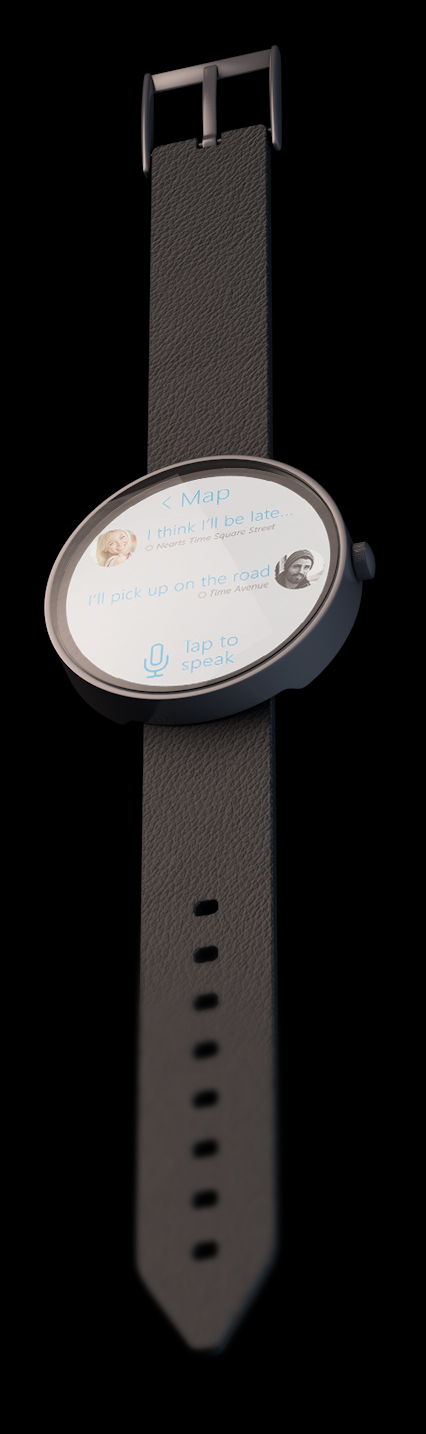 < Map
I think I'll be late...
Nearts Time Square Street
I'll pick up on the road
Time Avenue
Tap to
speak